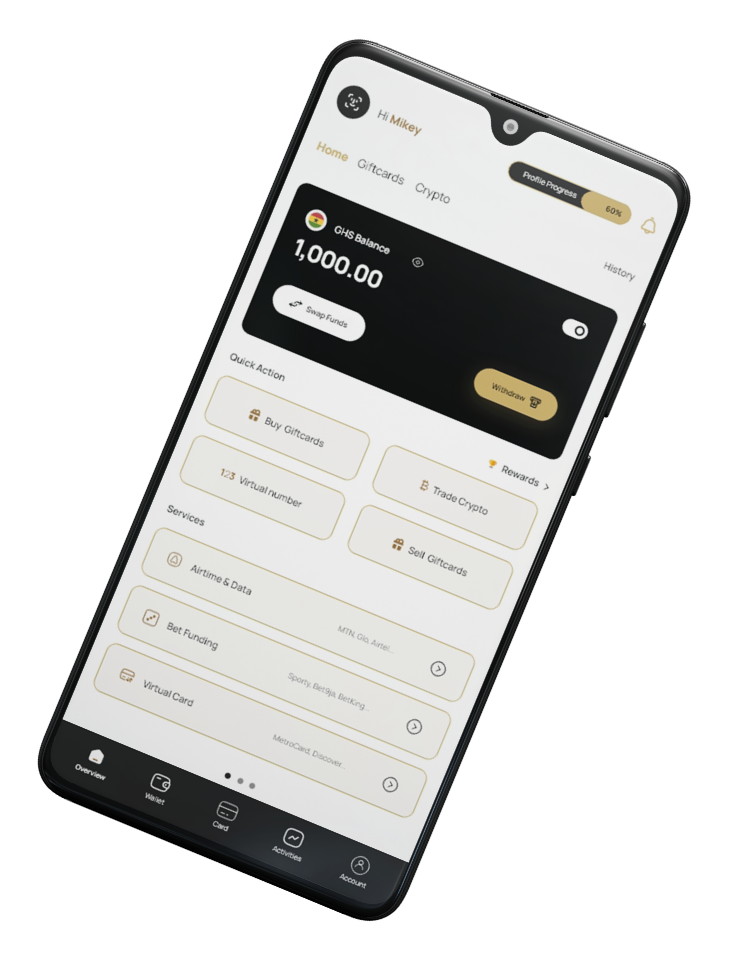 Hi Mikey
Profile Progress 60%
Home Giftcards Crypto
History
GHS Balance
1,000.00
Swap Funds
Withdraw
Quick Action
Rewards
Buy Giftcards
Trade Crypto
123 Virtual number
Sell Giftcards
Services
Airtime & Data
MTN, Glo, Airtel...
Bet Funding
Sporty, Bet9ja, BetKing...
Virtual Card
MetroCard, Discover...
Overview
Wallet
Card
Activities
Account